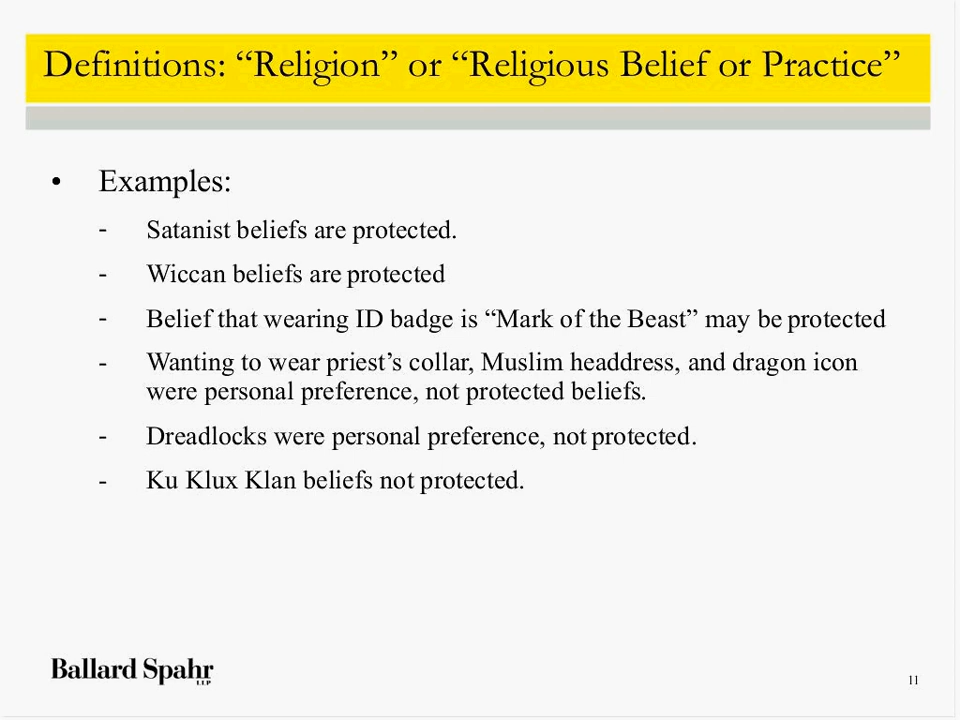 Definitions: “Religion” or “Religious Belief or Practice”
• Examples:
- Satanist beliefs are protected.
- Wiccan beliefs are protected
- Belief that wearing ID badge is “Mark of the Beast” may be protected
- Wanting to wear priest’s collar, Muslim headdress, and dragon icon
were personal preference, not protected beliefs.
- Dreadlocks were personal preference, not protected.
- Ku Klux Klan beliefs not protected.
Ballard Spahr
LLP
11